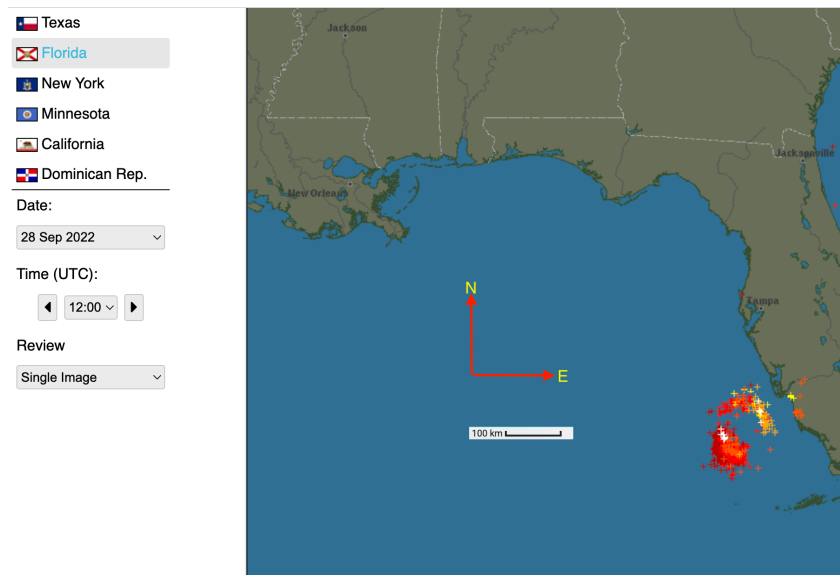 Texas
Florida
New York
Minnesota
California
Dominican Rep.
Date:
28 Sep 2022
Time (UTC):
12:00
Review
Single Image
Jackson
Jacksonville
New Orleans
N
Tampa
E
100 km